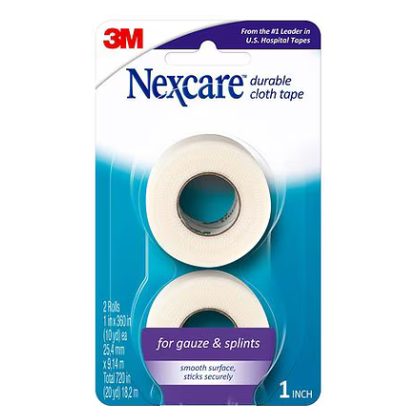 3M
From the #1 Leader in
U.S. Hospital Tapes
Nexcare™ durable
cloth tape
2 Rolls
1 in x 360 in
(10 yd) ea
25,4 mm
x 9,14 m
Total 720 in
(20 yd) 18,2 m
for gauze & splints
smooth surface,
sticks securely
1 INCH